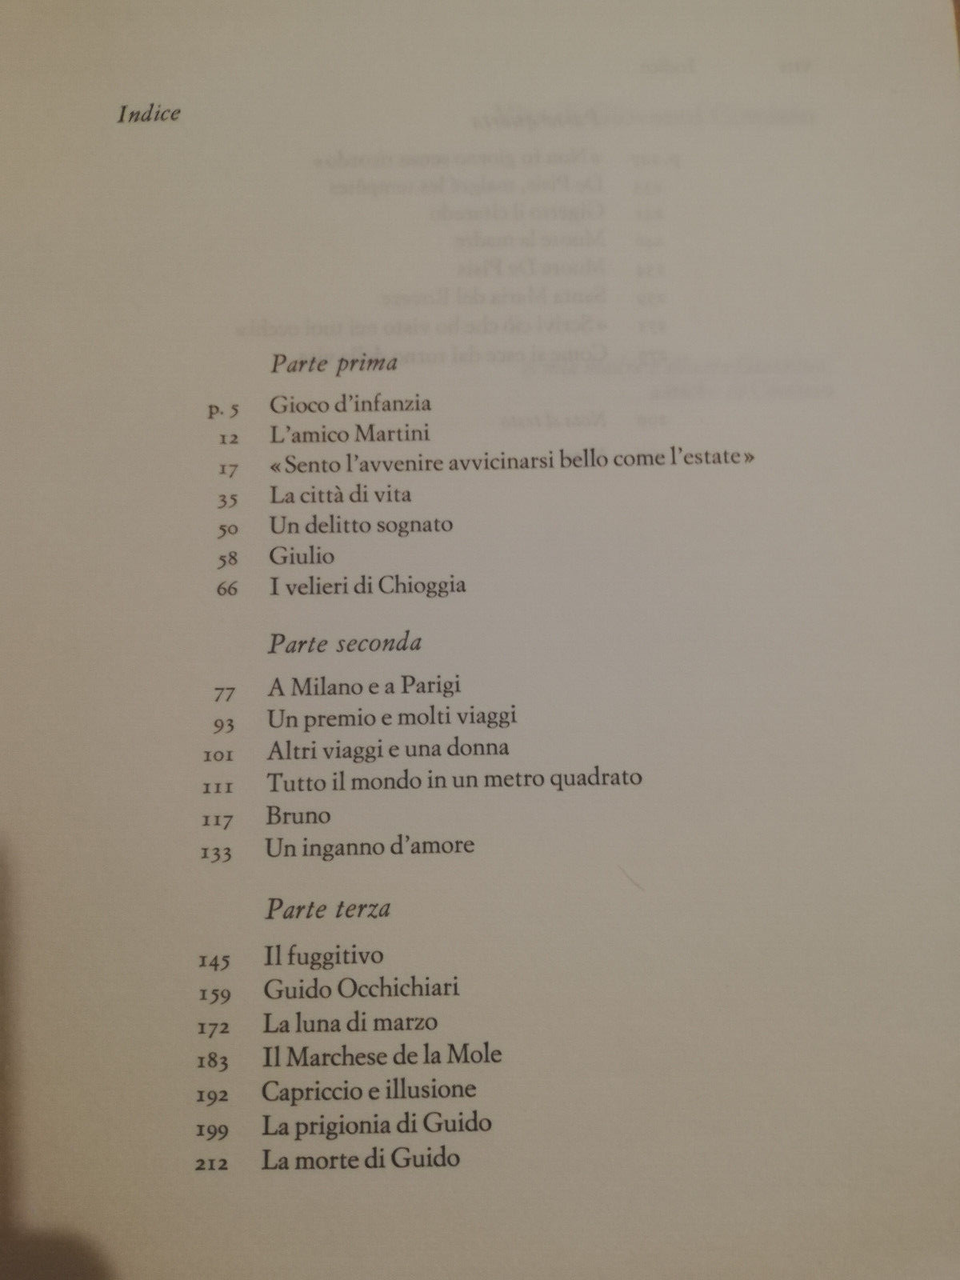 Indice
Parte prima
p. 5 Gioco d'infanzia
12 L'amico Martini
17 «Sento l'avvenire avvicinarsi bello come l'estate»
35 La città di vita
50 Un delitto sognato
58 Giulio
66 I velieri di Chioggia
Parte seconda
77 A Milano e a Parigi
93 Un premio e molti viaggi
101 Altri viaggi e una donna
111 Tutto il mondo in un metro quadrato
117 Bruno
133 Un inganno d'amore
Parte terza
145 Il fuggitivo
159 Guido Occhichiari
172 La luna di marzo
183 Il Marchese de la Mole
192 Capriccio e illusione
199 La prigionia di Guido
212 La morte di Guido